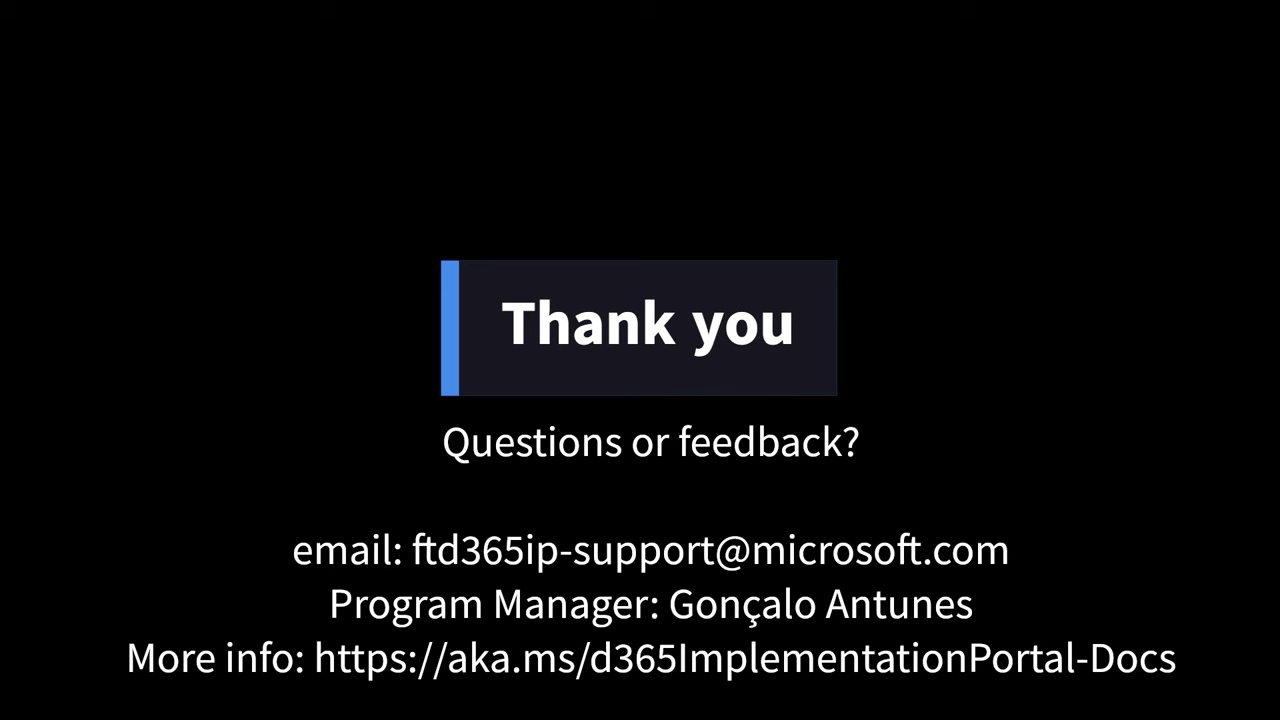 Thank you
Questions or feedback?
email: ftd365ip-support@microsoft.com
Program Manager: Gonçalo Antunes
More info: https://aka.ms/d365ImplementationPortal-Docs